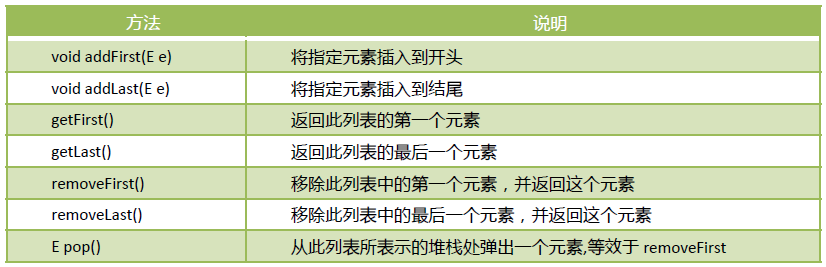 方法 说明
void addFirst(E e) 将指定元素插入到开头
void addLast(E e) 将指定元素插入到结尾
getFirst() 返回此列表的第一个元素
getLast() 返回此列表的最后一个元素
removeFirst() 移除此列表中的第一个元素，并返回这个元素
removeLast() 移除此列表中的最后一个元素，并返回这个元素
E pop() 从此列表所表示的堆栈处弹出一个元素,等效于 removeFirst